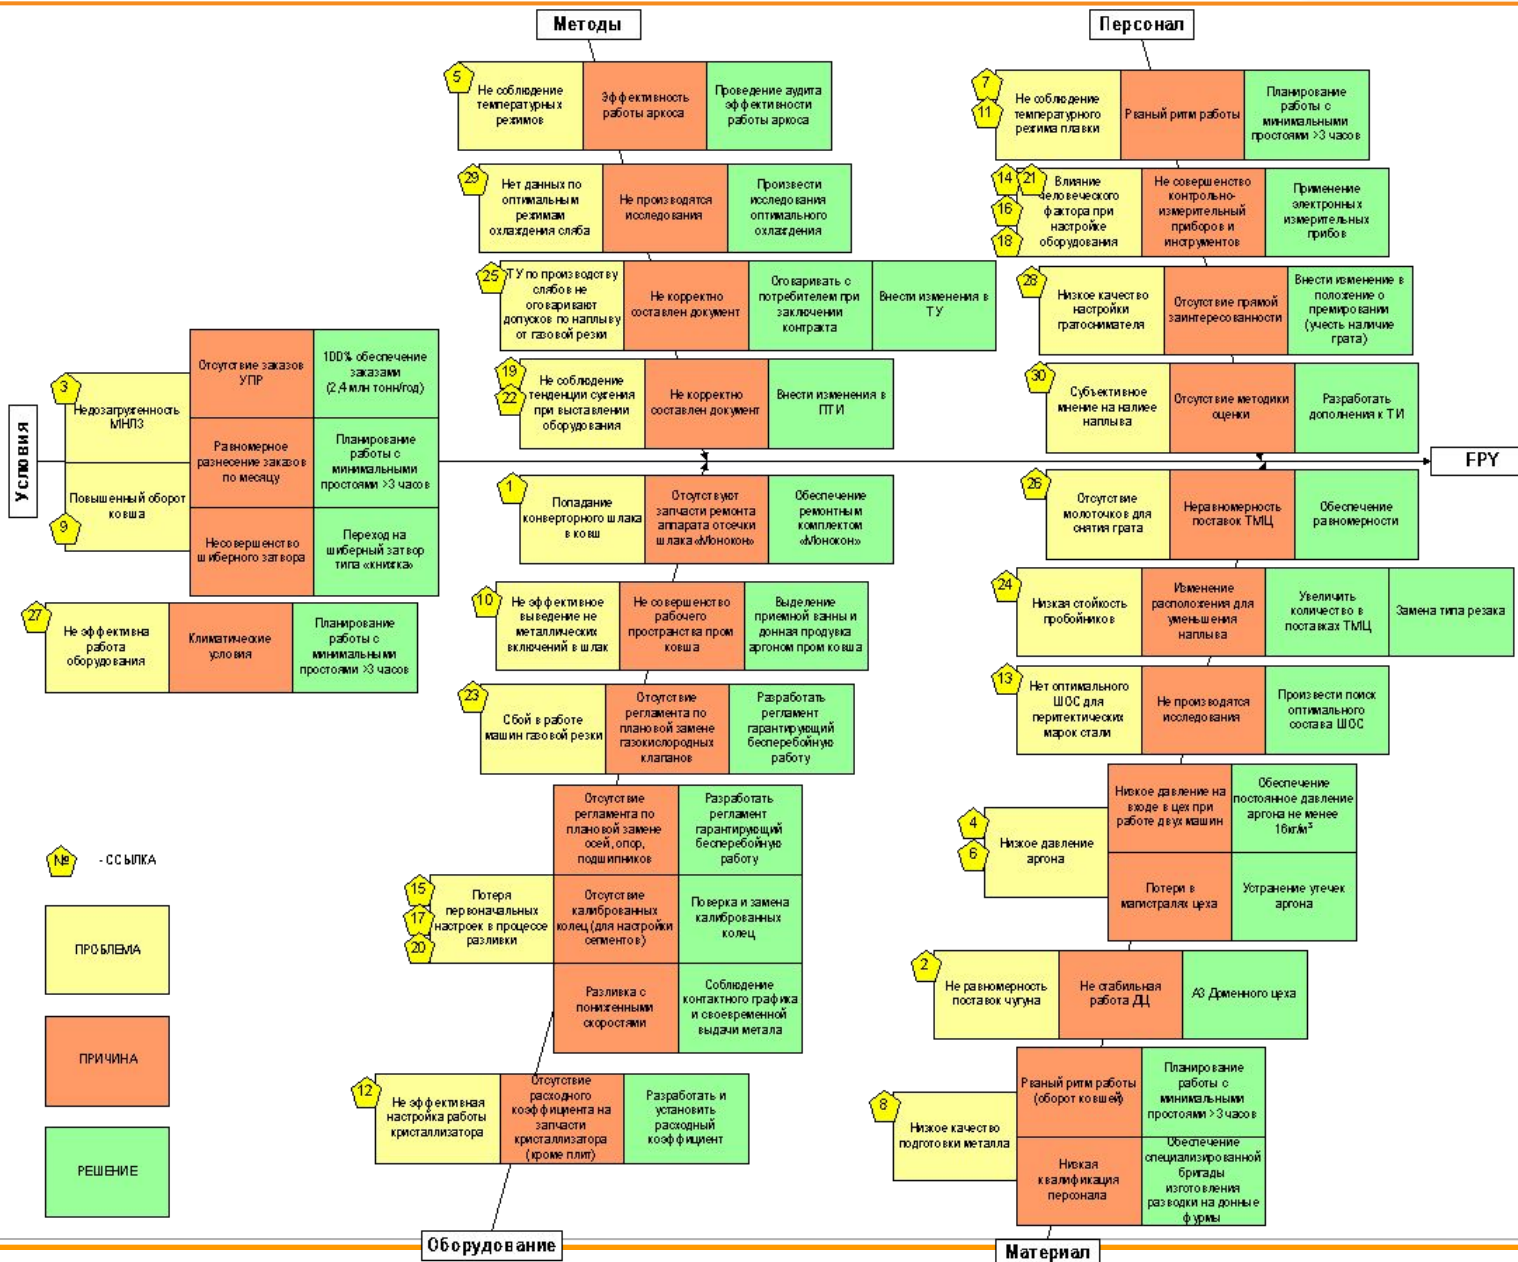 Методы
5
Не соблюдение
температурных
режимов
Эффективность
работы аркоса
Проведение аудита
эффективности
работы аркоса
29
Нет данных по
оптимальным
режимам
охлаждения сляба
Не производятся
исследования
Произвести
исследования
оптимального
охлаждения
25
ТУ по производству
слябов не
оговаривают
допусков по наплыву
от газовой резки
Не корректно
составлен документ
Оговаривать с
потребителем при
заключении
контракта
Внести изменения в
ТУ
19
22
Не соблюдение
тенденции сужения
при выставлении
оборудования
Не корректно
составлен документ
Внести изменения в
ПТИ
Персонал
7
11
Не соблюдение
температурного
режима плавки
Рваный ритм работы
Планирование
работы с
минимальными
простоями >3 часов
14
21
16
18
Влияние
человеческого
фактора при
настройке
оборудования
Не совершенство
контрольно-
измерительный
приборов и
инструментов
Применение
электронных
измерительных
прибов
28
Низкое качество
настройки
гратоснимателя
Отсутствие прямой
заинтересованности
Внести изменение в
положение о
премировании
(учесть наличие
грата)
30
Субъективное
мнение на налиее
наплыва
Отсутствие методики
оценки
Разработать
дополнения к ТИ
Условия
3
Недозагруженность
МНЛЗ
Отсутствие заказов
УПР
100% обеспечение
заказами
(2,4 млн тонн/год)
Равномерное
разнесение заказов
по месяцу
Планирование
работы с
минимальными
простоями >3 часов
Повышенный оборот
ковша
9
Несовершенство
шиберного затвора
Переход на
шиберный затвор
типа «книжка»
27
Не эффективна
работа
оборудования
Климатические
условия
Планирование
работы с
минимальными
простоями >3 часов
FPY
1
Попадание
конверторного шлака
в ковш
Отсутствуют
запчасти ремонта
аппарата отсечки
шлака «Монокон»
Обеспечение
ремонтным
комплектом
«Монокон»
10
Не эффективное
выведение не
металлических
включений в шлак
Не совершенство
рабочего
пространства пром
ковша
Выделение
приемной ванны и
донная продувка
аргоном пром ковша
23
Сбой в работе
машин газовой резки
Отсутствие
регламента по
плановой замене
газокислородных
клапанов
Разработать
регламент
гарантирующий
бесперебойную
работу
15
17
20
Потеря
первоначальных
настроек в процессе
разливки
Отсутствие
регламента по
плановой замене
осей, опор,
подшипников
Разработать
регламент
гарантирующий
бесперебойную
работу
Отсутствие
калиброванных
колец (для настройки
сегментов)
Поверка и замена
калиброванных
колец
Разливка с
пониженными
скоростями
Соблюдение
контактного графика
и своевременной
выдачи метала
12
Не эффективная
настройка работы
кристаллизатора
Отсутствие
расходного
коэффициента на
запчасти
кристаллизатора
(кроме плит)
Разработать и
установить
расходный
коэффициент
Оборудование
26
Отсутствие
молоточков для
снятия грата
Неравномерность
поставок ТМЦ
Обеспечение
равномерности
24
Низкая стойкость
пробойников
Изменение
расположения для
уменьшения
наплыва
Увеличить
количество в
поставках ТМЦ
Замена типа резака
13
Нет оптимального
ШОС для
перитектических
марок стали
Не производятся
исследования
Произвести поиск
оптимального
состава ШОС
4
6
Низкое давление
аргона
Низкое давление на
входе в цех при
работе двух машин
Обеспечение
постоянное давление
аргона не менее
16кг/м³
Потери в
магистралях цеха
Устранение утечек
аргона
2
Не равномерность
поставок чугуна
Не стабильная
работа ДЦ
АЗ Доменного цеха
8
Низкое качество
подготовки металла
Рваный ритм работы
(оборот ковшей)
Планирование
работы с
минимальными
простоями >3 часов
Низкая
квалификация
персонала
Обеспечение
специализированной
бригады
изготовления
разводки на донные
фурмы
Материал
№
- ССЫЛКА
ПРОБЛЕМА
ПРИЧИНА
РЕШЕНИЕ